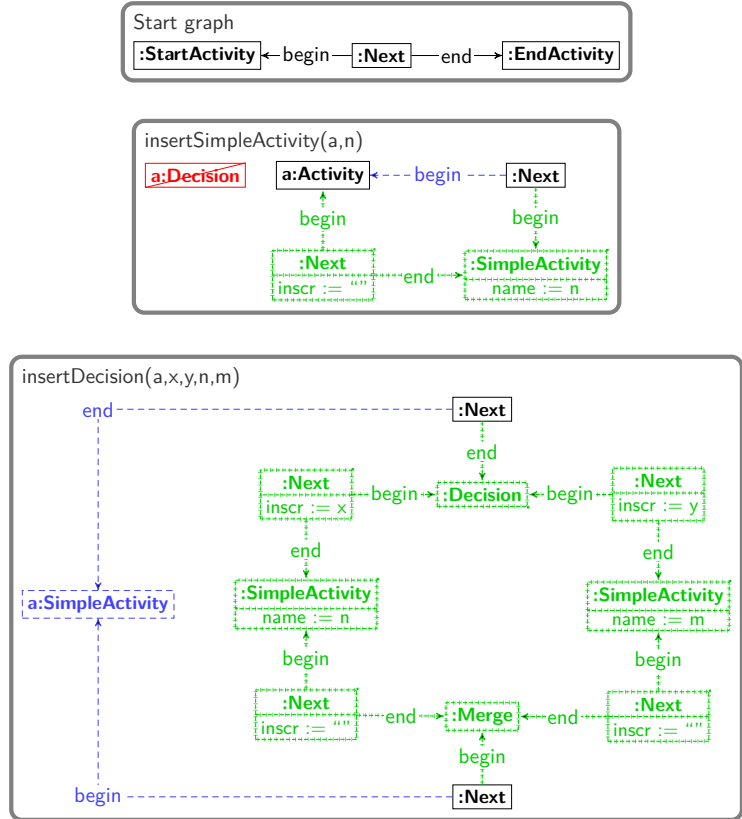 Start graph
:StartActivity begin :Next end :EndActivity
insertSimpleActivity(a,n)
a:Decision a:Activity begin :Next
begin begin
:Next :SimpleActivity
inscr := “” end name := n
insertDecision(a,x,y,n,m)
end :Next
end
:Next begin :Decision begin :Next
inscr := x inscr := y
end end
a:SimpleActivity :SimpleActivity :SimpleActivity
name := n name := m
begin begin
:Next end :Merge end :Next
inscr := “” inscr := “”
begin
begin :Next